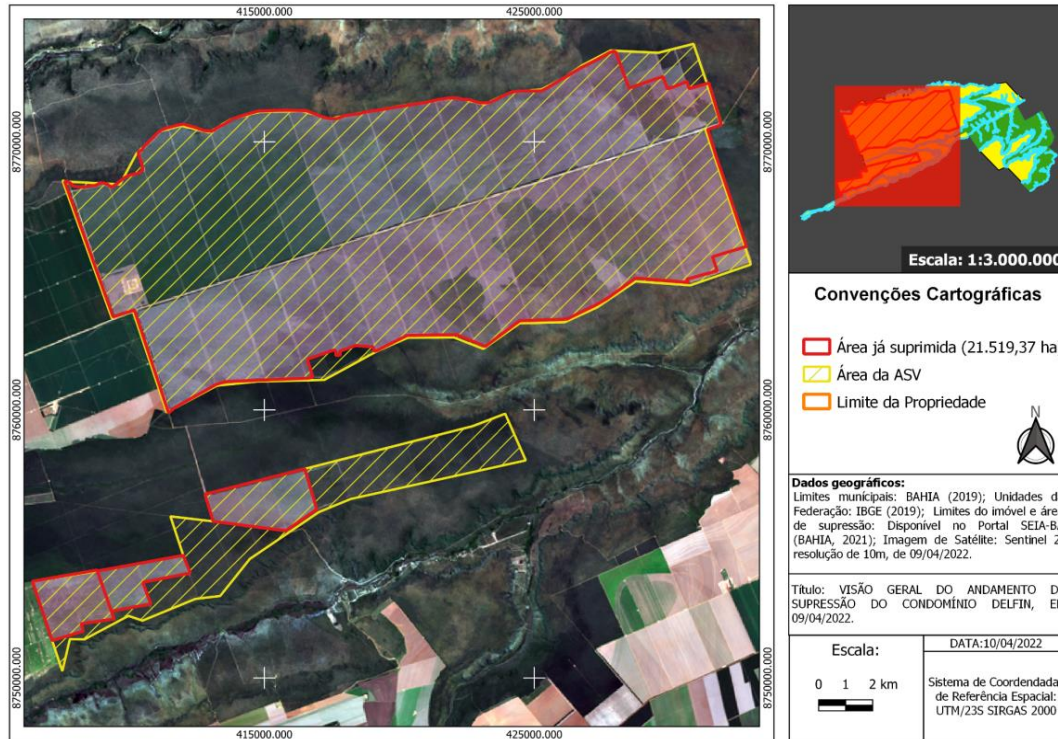 415000.000 425000.000
8770000.000 8770000.000
8760000.000 8760000.000
8750000.000 8750000.000
415000.000 425000.000
Escala: 1:3.000.000
Convenções Cartográficas
Área já suprimida (21.519,37 ha
Área da ASV
Limite da Propriedade
N
Dados geográficos:
Limites munícipais: BAHIA (2019); Unidades d
Federação: IBGE (2019); Limites do imóvel e áre
de supressão: Disponível no Portal SEIA-BA
(BAHIA, 2021); Imagem de Satélite: Sentinel 2
resolução de 10m, de 09/04/2022.
Título: VISÃO GERAL DO ANDAMENTO D
SUPRESSÃO DO CONDOMÍNIO DELFIN, E
09/04/2022.
Escala:
0 1 2 km
DATA:10/04/2022
Sistema de Coordenada
de Referência Espacial:
UTM/23S SIRGAS 2000